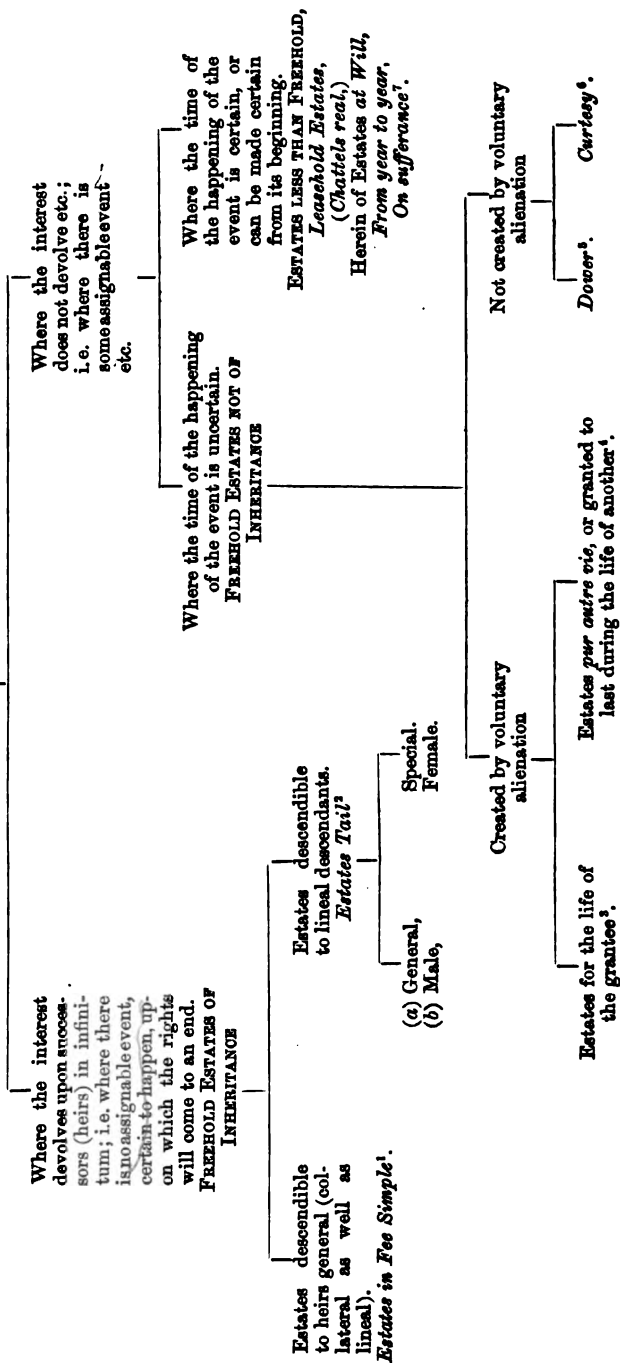 Where the interest
devolves upon succes-
sors (heirs) in infini-
tum; i.e. where there
is no assignable event,
certain to happen, up-
on which the rights
will come to an end.
FREEHOLD ESTATES OF
INHERITANCE
Where the interest
does not devolve etc.;
i.e. where there is
some assignable event
etc.
Estates descendible
to heirs general (col-
lateral as well as
lineal).
Estates in Fee Simple¹.
Estates descendible
to lineal descendants.
Estates Tail²
(a) General,
(b) Male,
Special.
Female.
Where the time of the happening
of the event is uncertain.
FREEHOLD ESTATES NOT OF
INHERITANCE
Where the time of
the happening of the
event is certain, or
can be made certain
from its beginning.
ESTATES LESS THAN FREEHOLD,
Leasehold Estates,
(Chattels real,)
Herein of Estates at Will,
From year to year,
On sufferance⁷.
Created by voluntary
alienation
Not created by voluntary
alienation
Estates for the life of
the grantee³.
Estates pur autre vie, or granted to
last during the life of another⁴.
Dower⁵.
Curtesy⁶.